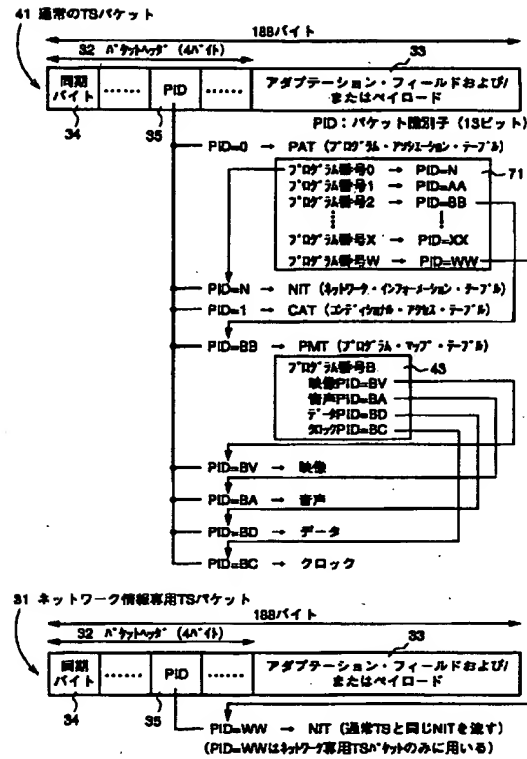 41 通常のTSパケット
188バイト
32 パケットヘッダ (4バイト)
33
同期バイト
……
PID
……
アダプテーション・フィールドおよび/またはペイロード
34
35
PID：パケット識別子 (13ビット)
PID=0 → PAT (プログラム・アソシエーション・テーブル)
プログラム番号0 → PID=N
71
プログラム番号1 → PID=AA
プログラム番号2 → PID=BB
プログラム番号X → PID=XX
プログラム番号W → PID=WW
PID=N → NIT (ネットワーク・インフォメーション・テーブル)
PID=1 → CAT (コンディショナル・アクセス・テーブル)
PID=BB → PMT (プログラム・マップ・テーブル)
プログラム番号B
43
映像PID=BV
音声PID=BA
データPID=BD
クロックPID=BC
PID=BV → 映像
PID=BA → 音声
PID=BD → データ
PID=BC → クロック
31 ネットワーク情報専用TSパケット
188バイト
32 パケットヘッダ (4バイト)
33
同期バイト
……
PID
……
アダプテーション・フィールドおよび/またはペイロード
34
35
PID=WW → NIT (通常TSと同じNITを流す)
(PID=WWはネットワーク専用TSパケットのみに用いる)